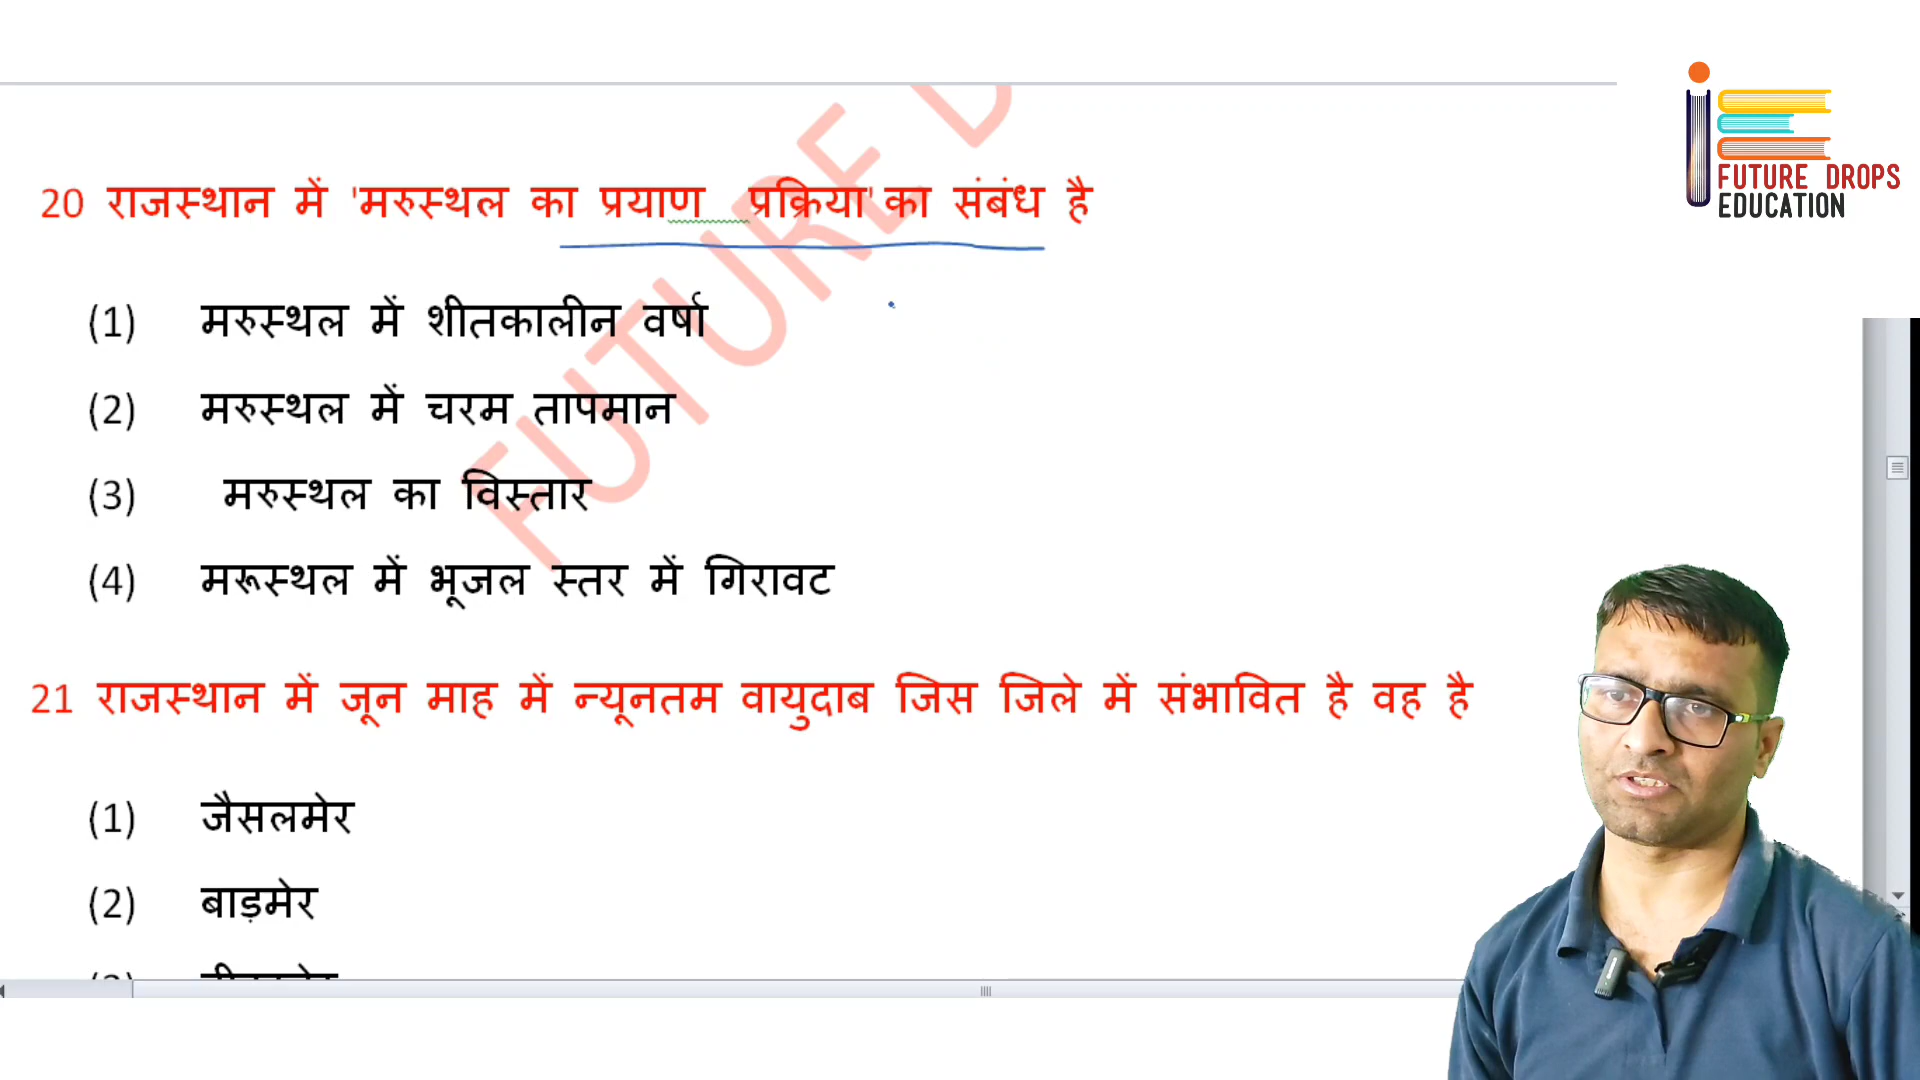 FUTURE DROPS
EDUCATION
20 राजस्थान में 'मरुस्थल का प्रयाण प्रक्रिया' का संबंध है
(1) मरुस्थल में शीतकालीन वर्षा
(2) मरुस्थल में चरम तापमान
(3) मरुस्थल का विस्तार
(4) मरूस्थल में भूजल स्तर में गिरावट
21 राजस्थान में जून माह में न्यूनतम वायुदाब जिस जिले में संभावित है वह है
(1) जैसलमेर
(2) बाड़मेर
FUTURE D